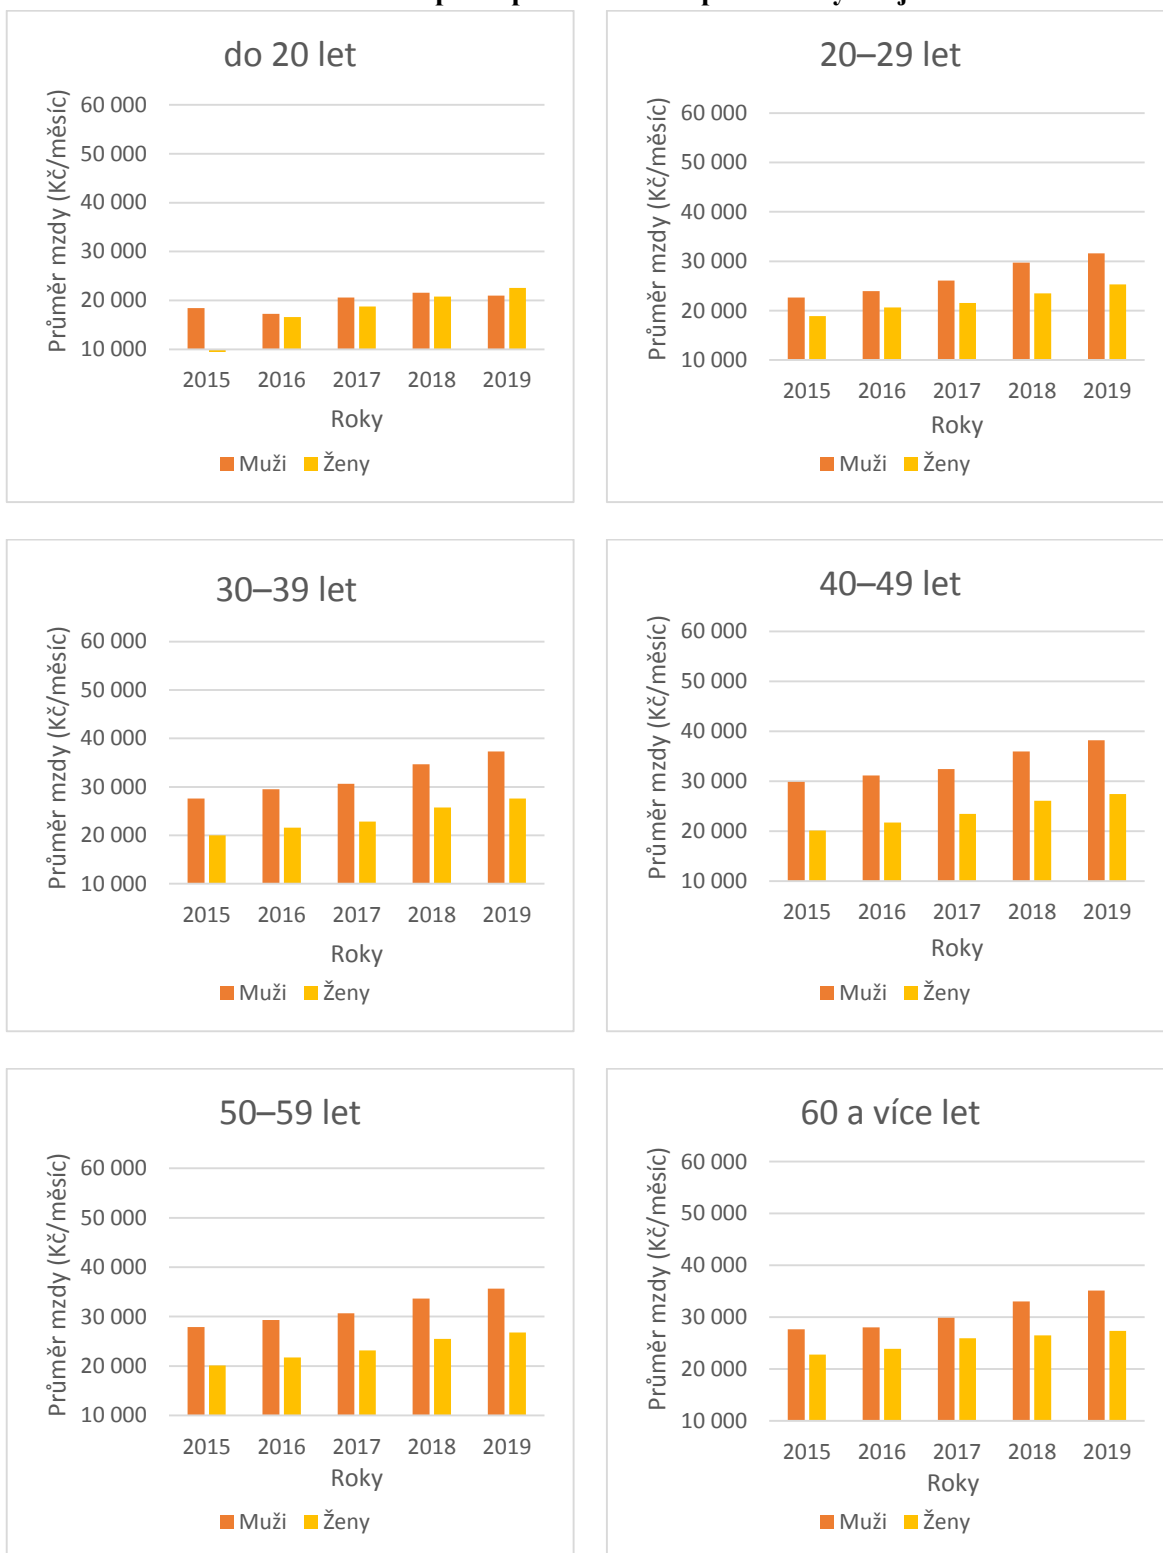 do 20 let
Průměr mzdy (Kč/měsíc)
60 000
50 000
40 000
30 000
20 000
10 000
2015 2016 2017 2018 2019
Roky
Muži Ženy
20–29 let
Průměr mzdy (Kč/měsíc)
60 000
50 000
40 000
30 000
20 000
10 000
2015 2016 2017 2018 2019
Roky
Muži Ženy
30–39 let
Průměr mzdy (Kč/měsíc)
60 000
50 000
40 000
30 000
20 000
10 000
2015 2016 2017 2018 2019
Roky
Muži Ženy
40–49 let
Průměr mzdy (Kč/měsíc)
60 000
50 000
40 000
30 000
20 000
10 000
2015 2016 2017 2018 2019
Roky
Muži Ženy
50–59 let
Průměr mzdy (Kč/měsíc)
60 000
50 000
40 000
30 000
20 000
10 000
2015 2016 2017 2018 2019
Roky
Muži Ženy
60 a více let
Průměr mzdy (Kč/měsíc)
60 000
50 000
40 000
30 000
20 000
10 000
2015 2016 2017 2018 2019
Roky
Muži Ženy